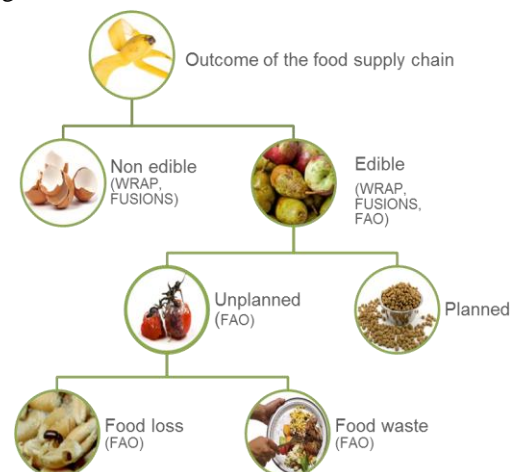 Outcome of the food supply chain
Non edible
(WRAP,
FUSIONS)
Edible
(WRAP,
FUSIONS,
FAO)
Unplanned
(FAO)
Planned
Food loss
(FAO)
Food waste
(FAO)